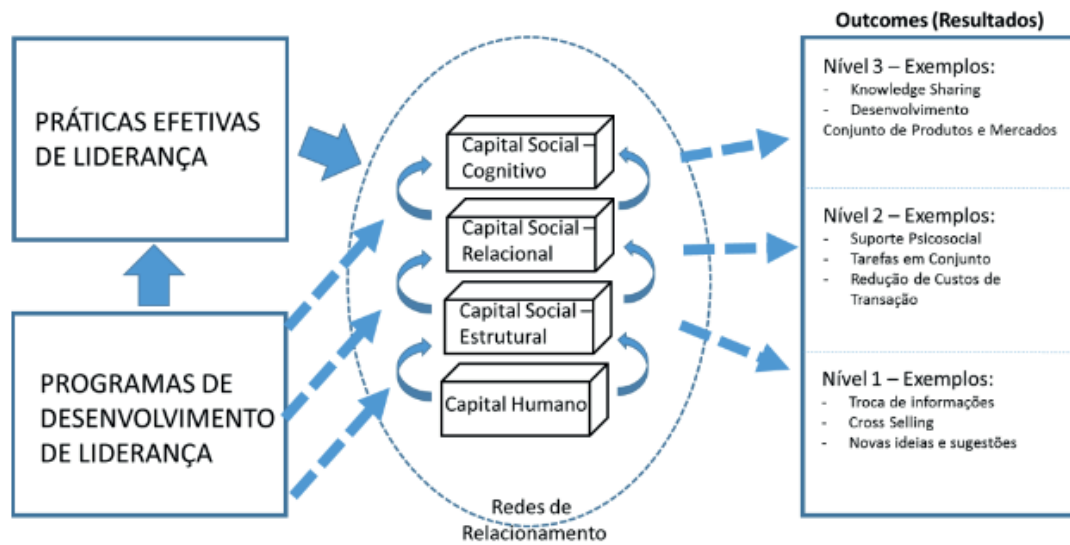 PRÁTICAS EFETIVAS
DE LIDERANÇA
PROGRAMAS DE
DESENVOLVIMENTO
DE LIDERANÇA
Capital Social –
Cognitivo
Capital Social –
Relacional
Capital Social –
Estrutural
Capital Humano
Redes de
Relacionamento
Outcomes (Resultados)
Nível 3 – Exemplos:
- Knowledge Sharing
- Desenvolvimento
Conjunto de Produtos e Mercados
Nível 2 – Exemplos:
- Suporte Psicosocial
- Tarefas em Conjunto
- Redução de Custos de
Transação
Nível 1 – Exemplos:
- Troca de informações
- Cross Selling
- Novas ideias e sugestões